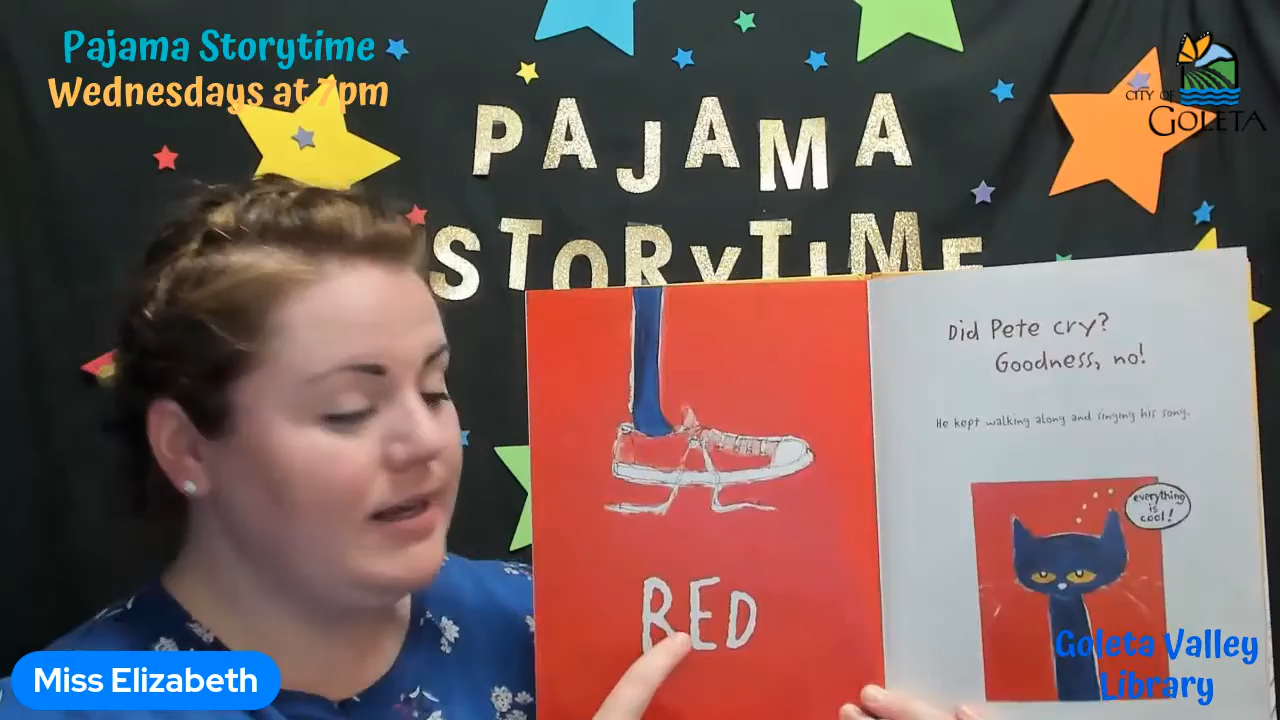 Pajama Storytime
Wednesdays at 7pm
CITY OF
GOLETA
PAJAMA
STORYTIME
Did Pete cry?
Goodness, no!
He kept walking along and singing his song.
everything
is
cool!
RED
Goleta Valley
Library
Miss Elizabeth